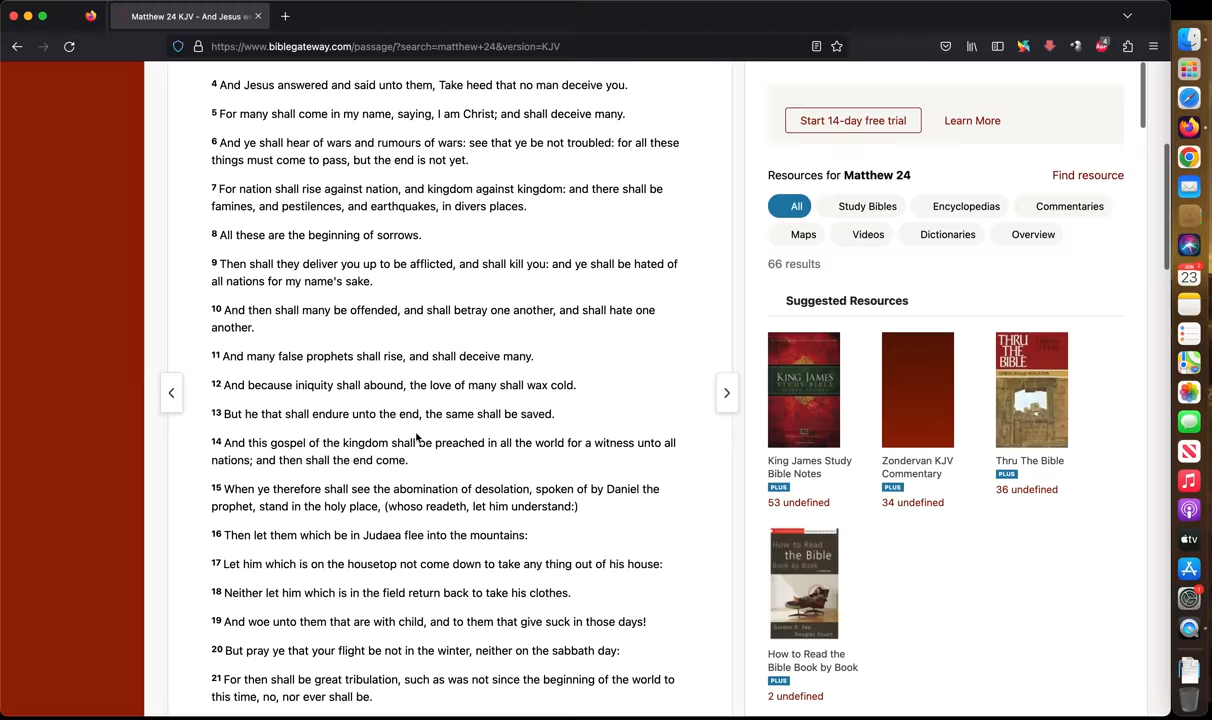 Matthew 24 KJV - And Jesus w
https://www.biblegateway.com/passage/?search=matthew+24&version=KJV
4
4 And Jesus answered and said unto them, Take heed that no man deceive you.
5 For many shall come in my name, saying, I am Christ; and shall deceive many.
6 And ye shall hear of wars and rumours of wars: see that ye be not troubled: for all these
things must come to pass, but the end is not yet.
7 For nation shall rise against nation, and kingdom against kingdom: and there shall be
famines, and pestilences, and earthquakes, in divers places.
8 All these are the beginning of sorrows.
9 Then shall they deliver you up to be afflicted, and shall kill you: and ye shall be hated of
all nations for my name's sake.
10 And then shall many be offended, and shall betray one another, and shall hate one
another.
11 And many false prophets shall rise, and shall deceive many.
12 And because iniquity shall abound, the love of many shall wax cold.
13 But he that shall endure unto the end, the same shall be saved.
14 And this gospel of the kingdom shall be preached in all the world for a witness unto all
nations; and then shall the end come.
15 When ye therefore shall see the abomination of desolation, spoken of by Daniel the
prophet, stand in the holy place, (whoso readeth, let him understand:)
16 Then let them which be in Judaea flee into the mountains:
17 Let him which is on the housetop not come down to take any thing out of his house:
18 Neither let him which is in the field return back to take his clothes.
19 And woe unto them that are with child, and to them that give suck in those days!
20 But pray ye that your flight be not in the winter, neither on the sabbath day:
21 For then shall be great tribulation, such as was not since the beginning of the world to
this time, no, nor ever shall be.
Start 14-day free trial
Learn More
Resources for Matthew 24
Find resource
All
Study Bibles
Encyclopedias
Commentaries
Maps
Videos
Dictionaries
Overview
66 results
Suggested Resources
KING JAMES
STUDY BIBLE
King James Study
Bible Notes
PLUS
53 undefined
Zondervan KJV
Commentary
PLUS
34 undefined
THRU
THE
BIBLE
Thru The Bible
PLUS
36 undefined
How to Read
the Bible
Book by Book
Gordon D. Fee
Douglas Stuart
How to Read the
Bible Book by Book
PLUS
2 undefined
23
tv
1